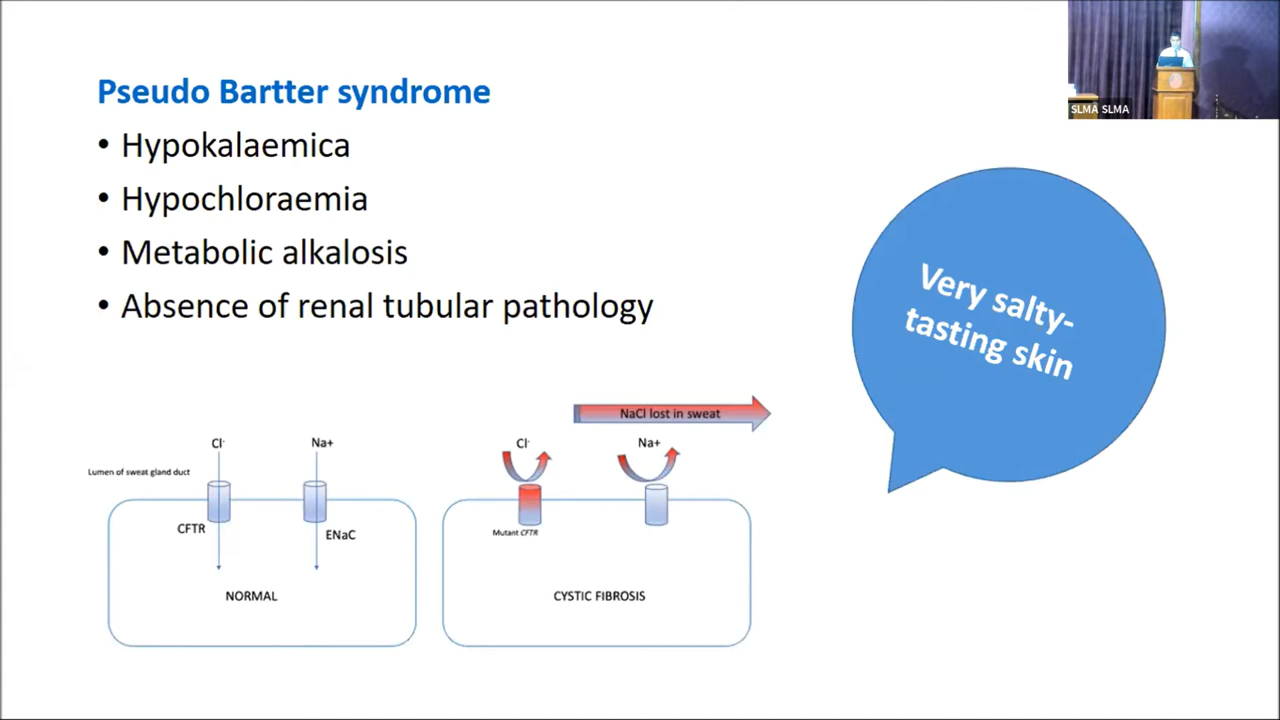 SLMA SLMA
Pseudo Bartter syndrome
• Hypokalaemica
• Hypochloraemia
• Metabolic alkalosis
• Absence of renal tubular pathology
Very salty-
tasting skin
NaCl lost in sweat
Cl-
Na+
Lumen of sweat gland duct
CFTR
ENaC
NORMAL
Cl-
Na+
Mutant CFTR
CYSTIC FIBROSIS